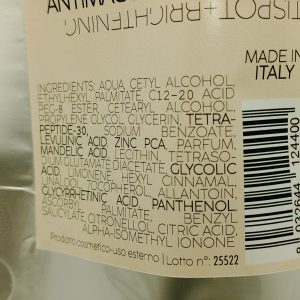 ANTIMAC
TISPOT+BRIGHTENING
MADE IN
ITALY
INGREDIENTS: AQUA, CETYL ALCOHOL,
ETHYLHEXYL PALMITATE, C12-20 ACID
PEG-8 ESTER CETEARYL ALCOHOL,
PROPYLENE GLYCOL, GLYCERIN, TETRA-
PEPTIDE-30, SODIUM BENZOATE,
LEVULINIC ACID, ZINC PCA, PARFUM,
MANDELIC ACID, LECITHIN, TETRASO-
DIUM GLUTAMATE DIACETATE, GLYCOLIC
ACID, LIMONENE, HEXYL CINNAMAL,
LINALOOL, TOCOPHEROL, ALLANTOIN,
GLYCYRRHETINIC ACID, PANTHENOL,
ASCORBYL PALMITATE, BENZYL
SALICYLATE, CITRONELLOL, CITRIC ACID,
ALPHA-ISOMETHYL IONONE
Prodotto cosmetico-uso
esterno | Lotto n°: 25522
124400